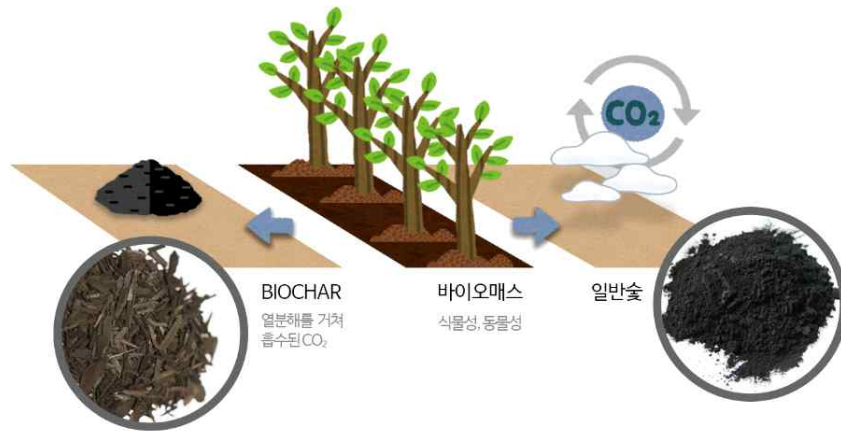 CO₂
BIOCHAR
열분해를 거쳐
흡수된 CO₂
바이오매스
식물성, 동물성
일반숯